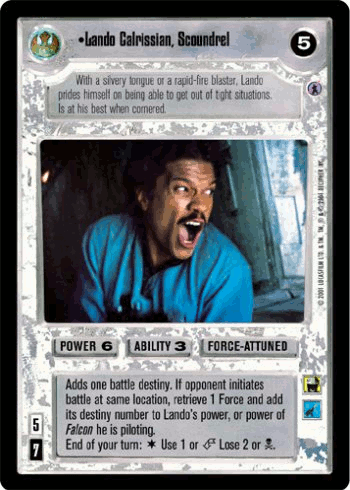 •Lando Calrissian, Scoundrel
5
With a silvery tongue or a rapid-fire blaster, Lando
prides himself on being able to get out of tight situations.
Is at his best when cornered.
POWER 6
ABILITY 3
FORCE-ATTUNED
Adds one battle destiny. If opponent initiates
battle at same location, retrieve 1 Force and add
its destiny number to Lando's power, or power of
Falcon he is piloting.
End of your turn: ✶ Use 1 or Lose 2 or ☠.
5
7